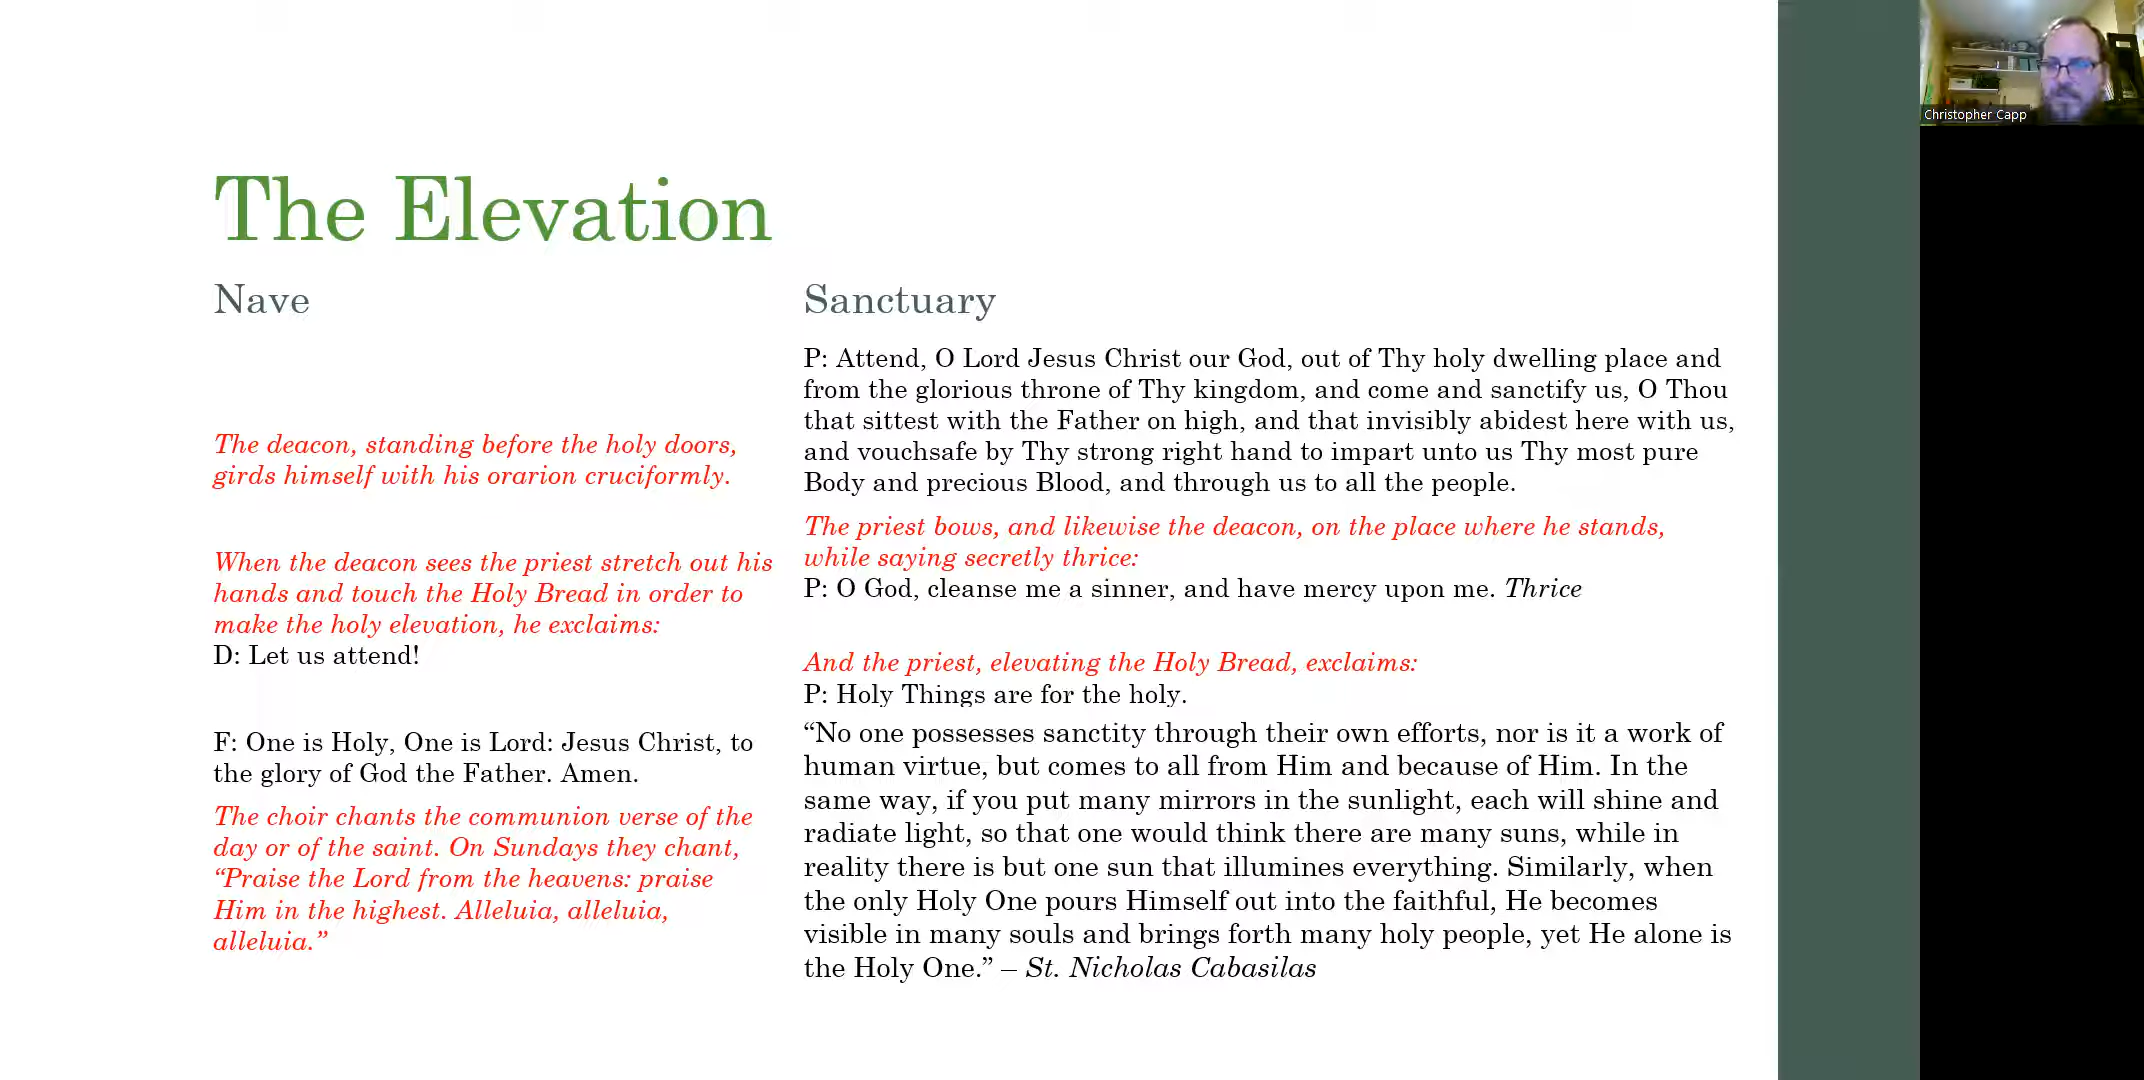 The Elevation
Nave
The deacon, standing before the holy doors,
girds himself with his orarion cruciformly.
When the deacon sees the priest stretch out his
hands and touch the Holy Bread in order to
make the holy elevation, he exclaims:
D: Let us attend!
F: One is Holy, One is Lord: Jesus Christ, to
the glory of God the Father. Amen.
The choir chants the communion verse of the
day or of the saint. On Sundays they chant,
“Praise the Lord from the heavens: praise
Him in the highest. Alleluia, alleluia,
alleluia.”
Sanctuary
P: Attend, O Lord Jesus Christ our God, out of Thy holy dwelling place and
from the glorious throne of Thy kingdom, and come and sanctify us, O Thou
that sittest with the Father on high, and that invisibly abidest here with us,
and vouchsafe by Thy strong right hand to impart unto us Thy most pure
Body and precious Blood, and through us to all the people.
The priest bows, and likewise the deacon, on the place where he stands,
while saying secretly thrice:
P: O God, cleanse me a sinner, and have mercy upon me. Thrice
And the priest, elevating the Holy Bread, exclaims:
P: Holy Things are for the holy.
“No one possesses sanctity through their own efforts, nor is it a work of
human virtue, but comes to all from Him and because of Him. In the
same way, if you put many mirrors in the sunlight, each will shine and
radiate light, so that one would think there are many suns, while in
reality there is but one sun that illumines everything. Similarly, when
the only Holy One pours Himself out into the faithful, He becomes
visible in many souls and brings forth many holy people, yet He alone is
the Holy One.” – St. Nicholas Cabasilas
Christopher Capp